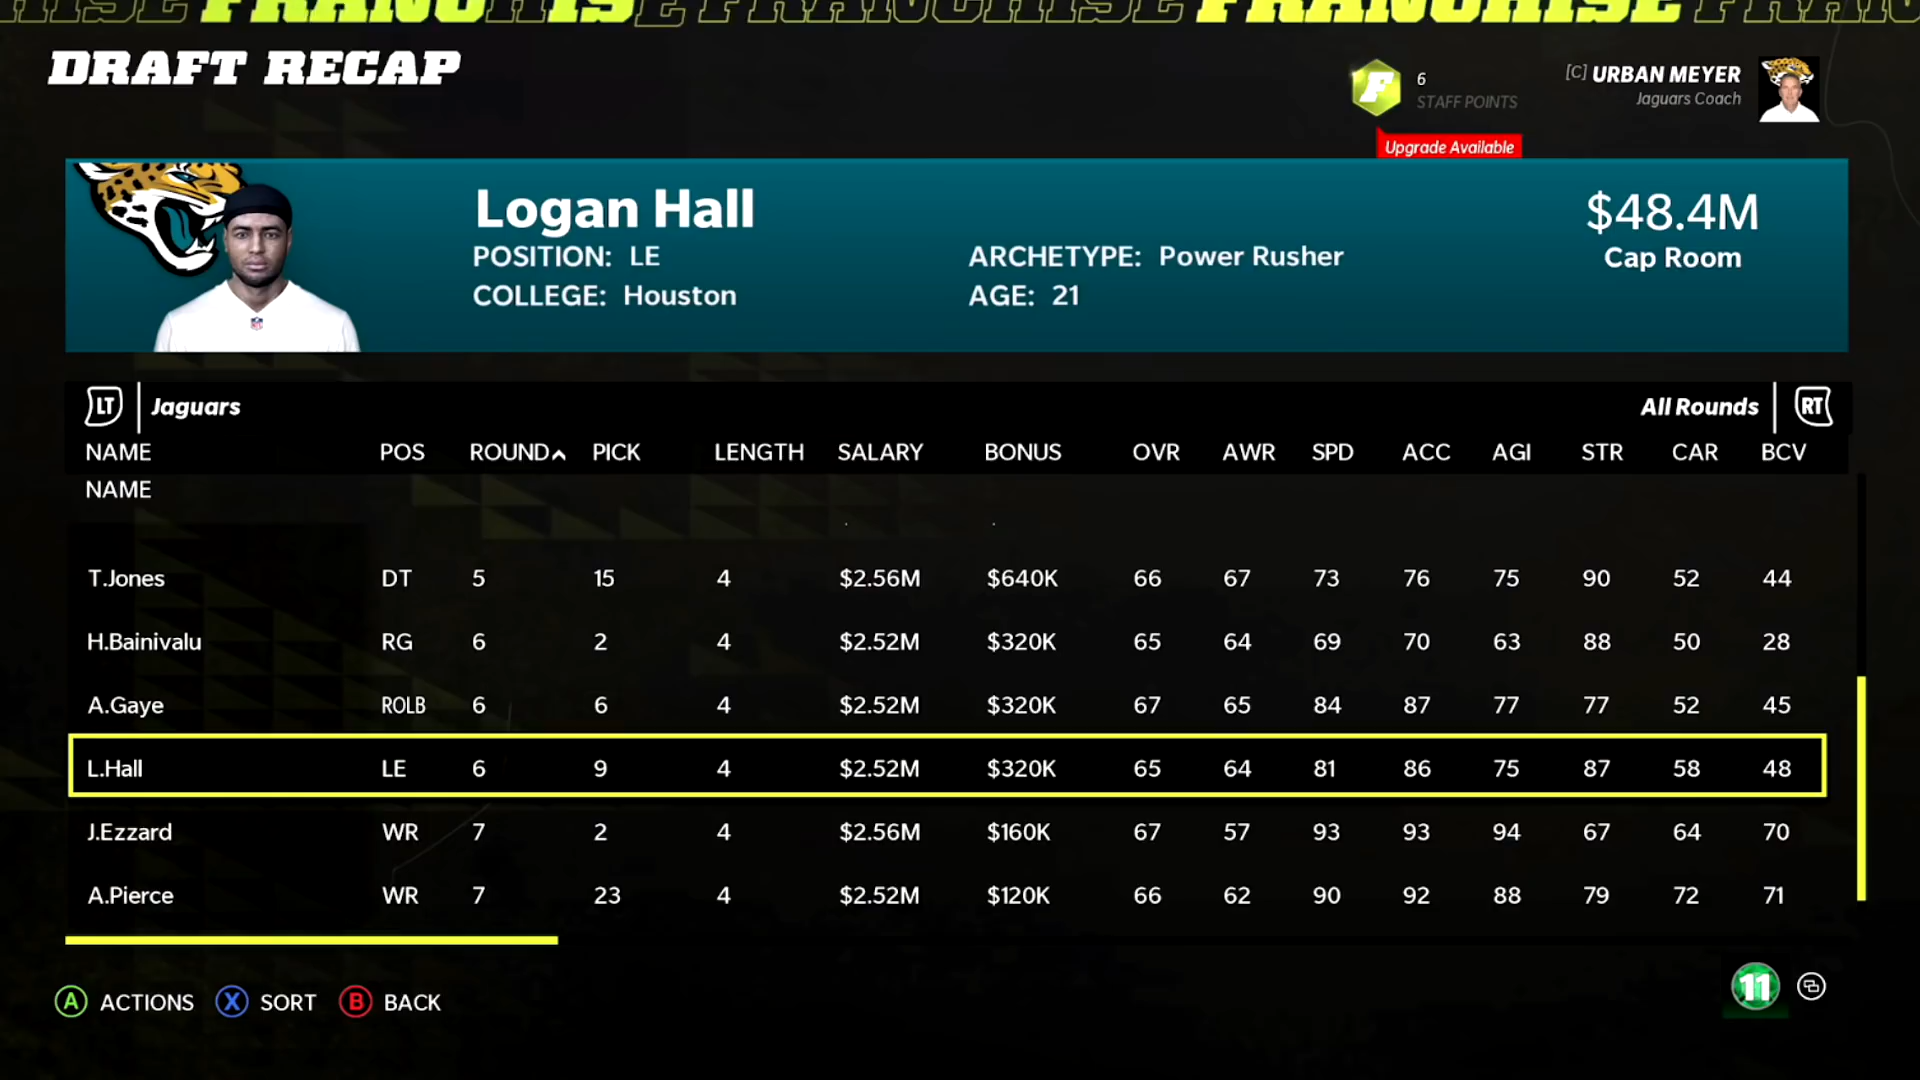 FRANCHISE FRANCHISE FRANCHISE
DRAFT RECAP
6
STAFF POINTS
[C] URBAN MEYER
Jaguars Coach
Upgrade Available
Logan Hall
POSITION: LE
COLLEGE: Houston
ARCHETYPE: Power Rusher
AGE: 21
$48.4M
Cap Room
LT Jaguars
All Rounds RT
NAME POS ROUND PICK LENGTH SALARY BONUS OVR AWR SPD ACC AGI STR CAR BCV
NAME
T.Jones DT 5 15 4 $2.56M $640K 66 67 73 76 75 90 52 44
H.Bainivalu RG 6 2 4 $2.52M $320K 65 64 69 70 63 88 50 28
A.Gaye ROLB 6 6 4 $2.52M $320K 67 65 84 87 77 77 52 45
L.Hall LE 6 9 4 $2.52M $320K 65 64 81 86 75 87 58 48
J.Ezzard WR 7 2 4 $2.56M $160K 67 57 93 93 94 67 64 70
A.Pierce WR 7 23 4 $2.52M $120K 66 62 90 92 88 79 72 71
A ACTIONS X SORT B BACK
11